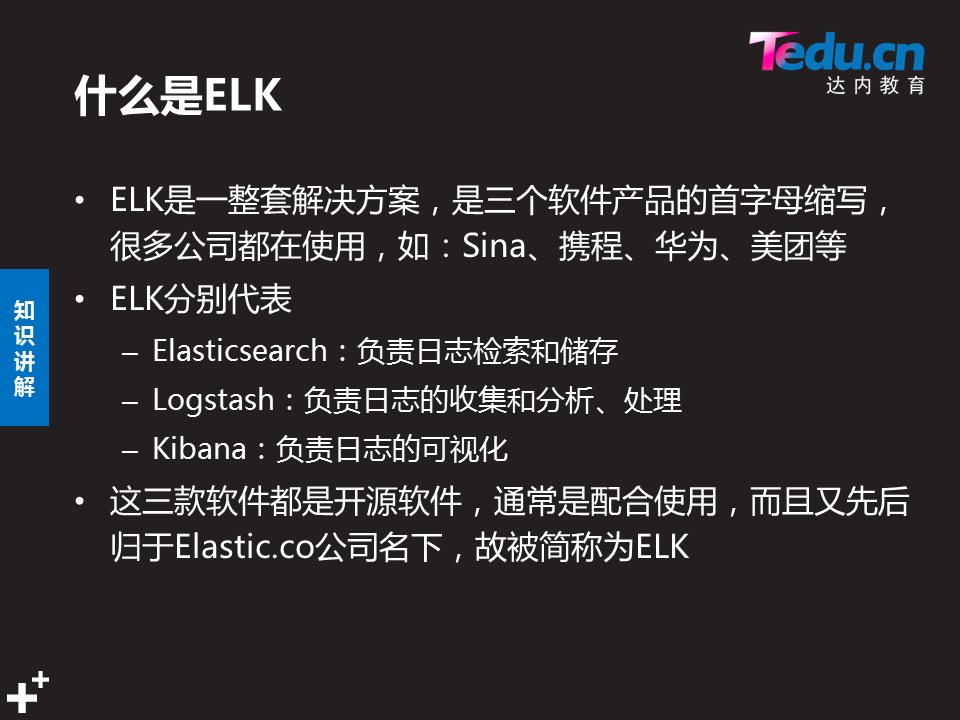 Tedu.cn
达内教育
什么是ELK
• ELK是一整套解决方案，是三个软件产品的首字母缩写，
很多公司都在使用，如：Sina、携程、华为、美团等
• ELK分别代表
– Elasticsearch：负责日志检索和储存
– Logstash：负责日志的收集和分析、处理
– Kibana：负责日志的可视化
• 这三款软件都是开源软件，通常是配合使用，而且又先后
归于Elastic.co公司名下，故被简称为ELK
知识讲解